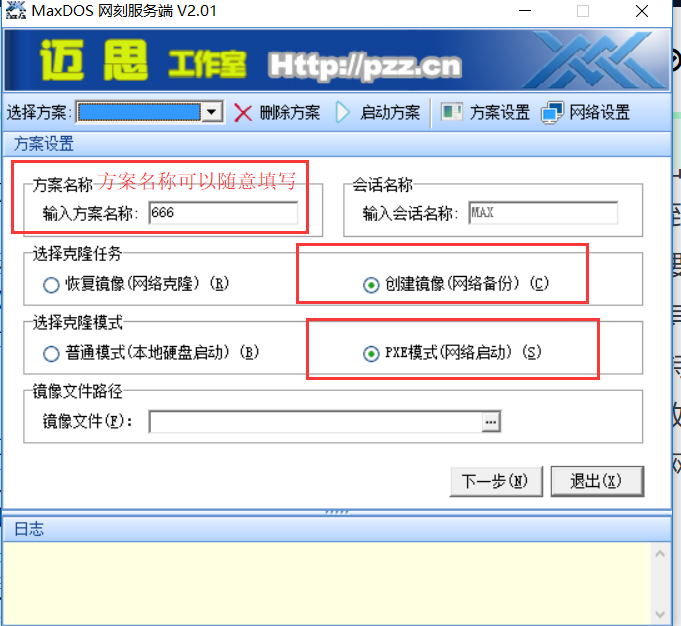 MaxDOS 网刻服务端 V2.01
迈思 工作室 Http://pzz.cn
选择方案: 删除方案 启动方案 方案设置 网络设置
方案设置
方案名称 方案名称可以随意填写 会话名称
输入方案名称: 666 输入会话名称: MAX
选择克隆任务
恢复镜像(网络克隆) (R) 创建镜像(网络备份) (C)
选择克隆模式
普通模式(本地硬盘启动) (B) PXE模式(网络启动) (S)
镜像文件路径
镜像文件(F): ...
下一步(N) 退出(X)
日志